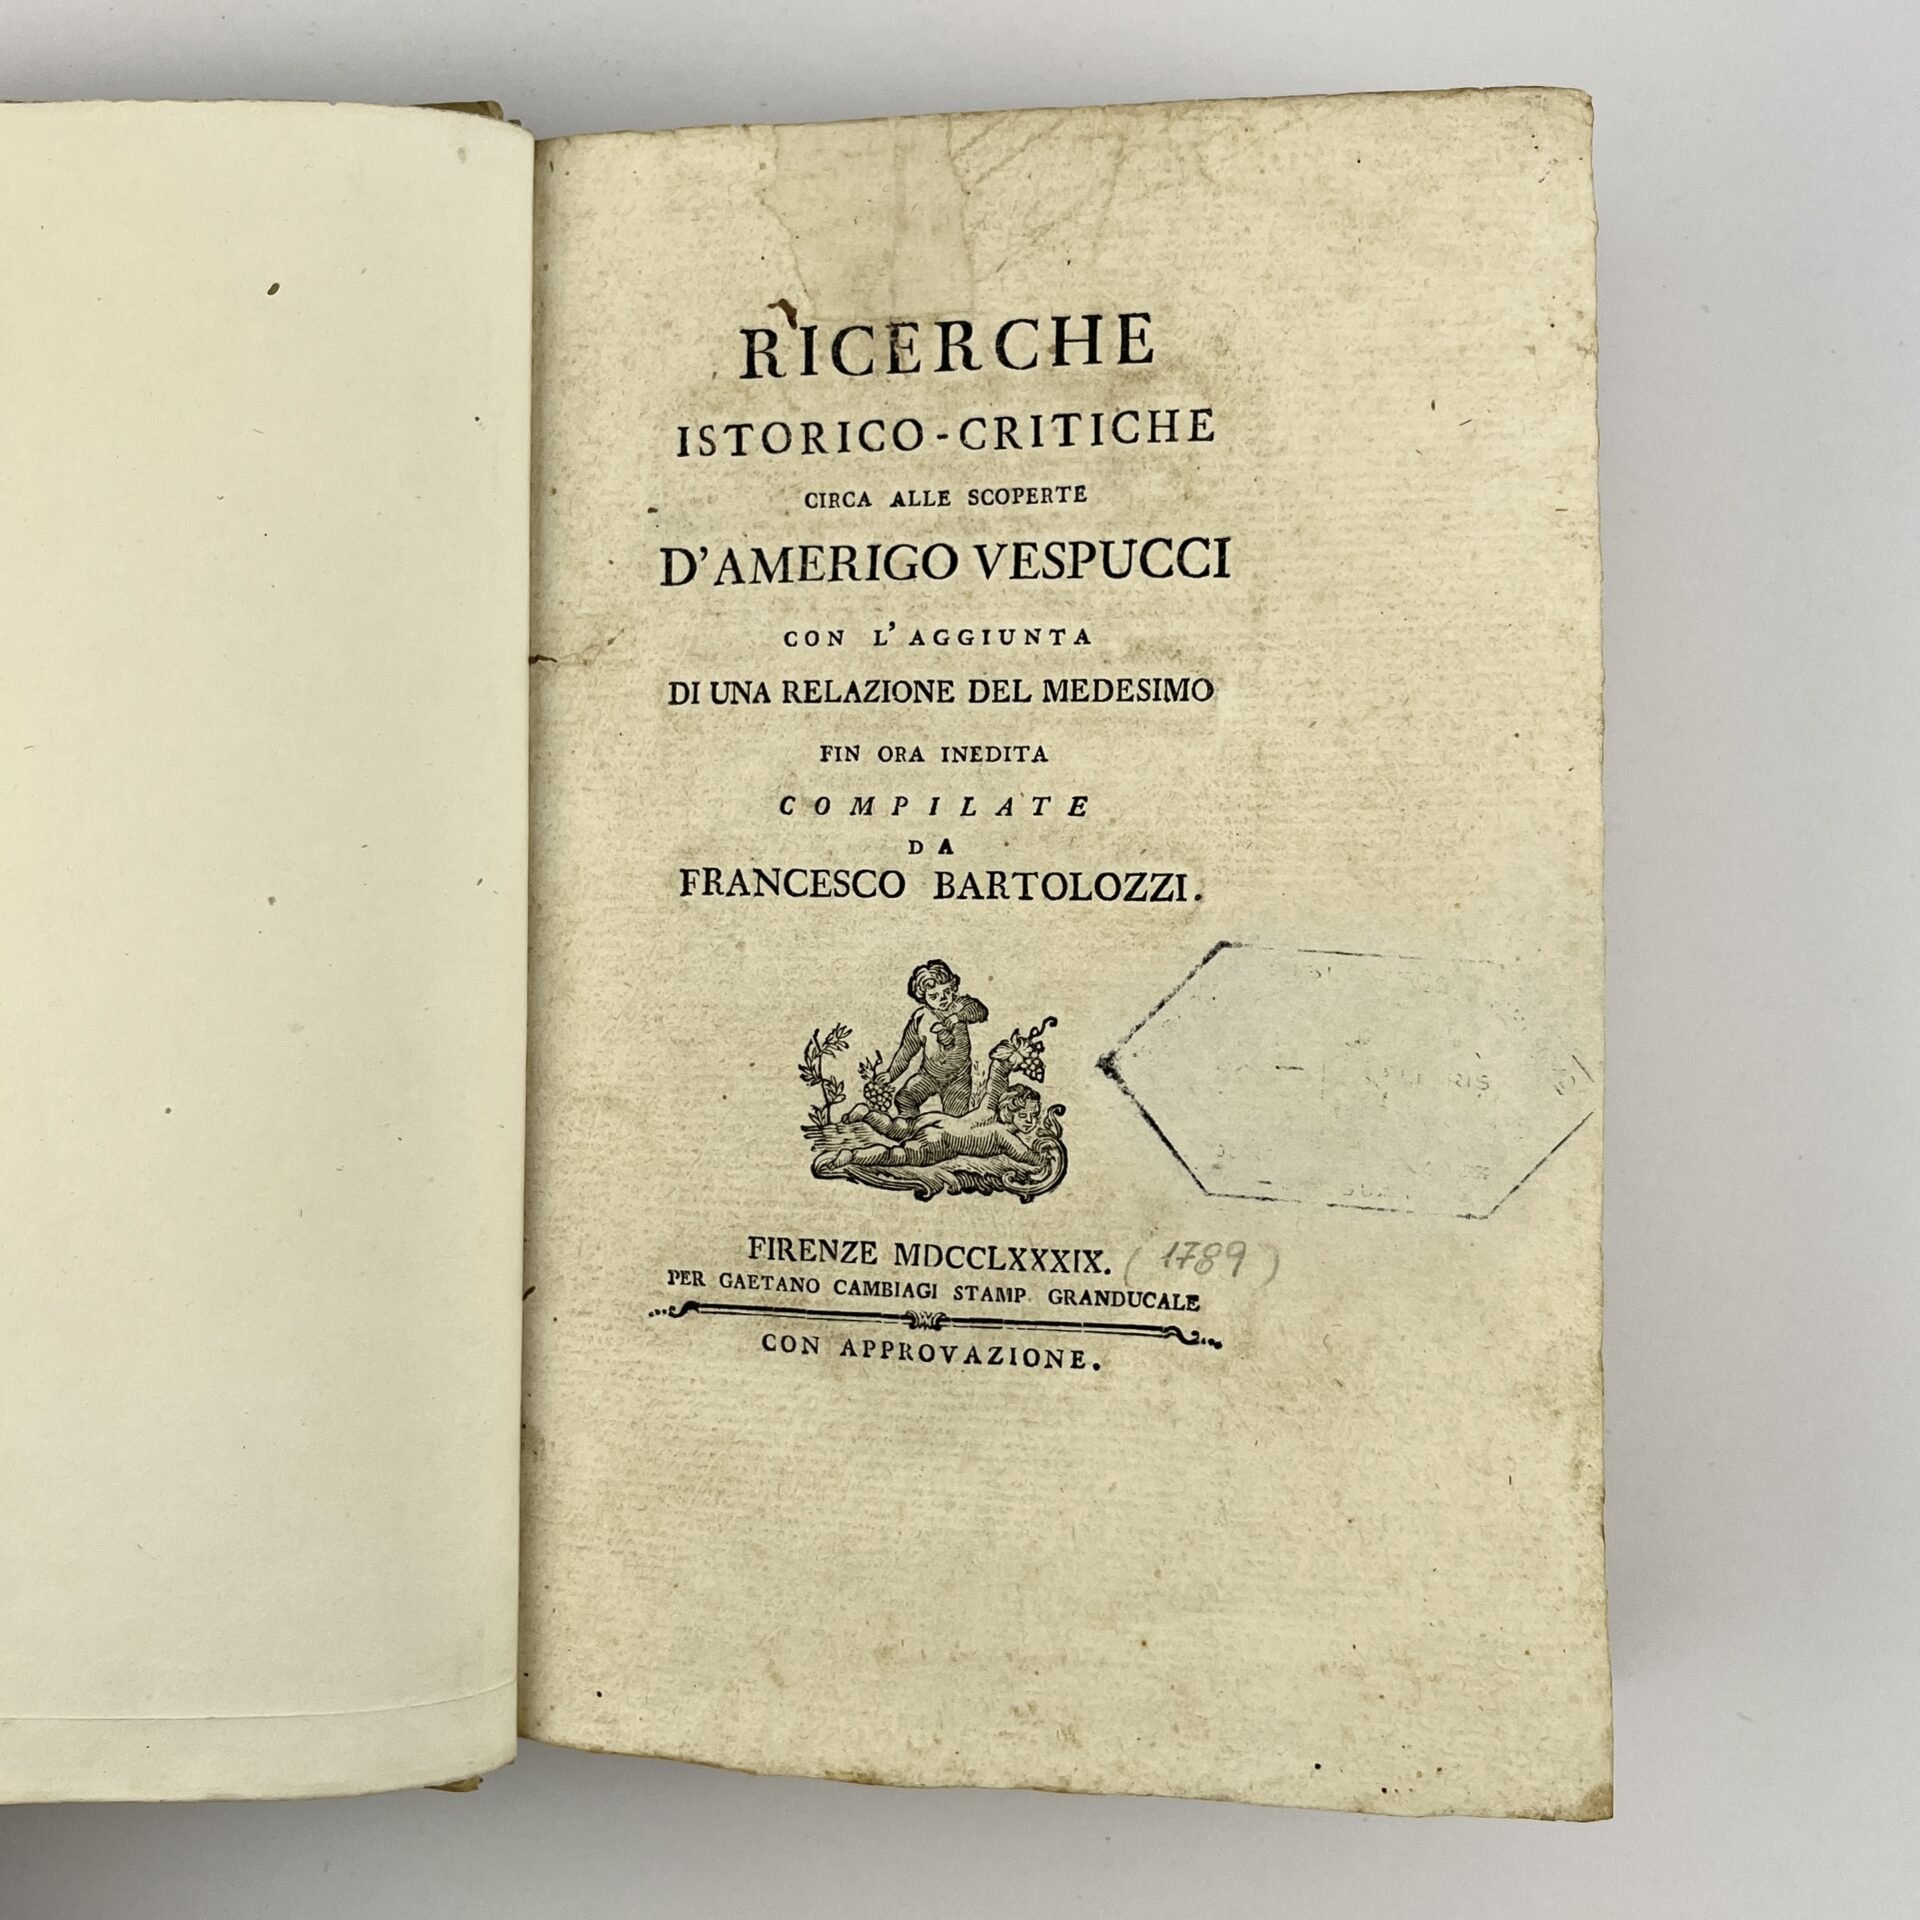 RICERCHE
ISTORICO-CRITICHE
CIRCA ALLE SCOPERTE
D'AMERIGO VESPUCCI
CON L'AGGIUNTA
DI UNA RELAZIONE DEL MEDESIMO
FIN ORA INEDITA
COMPILATE
DA
FRANCESCO BARTOLOZZI.
FIRENZE MDCCLXXXIX. (1789)
PER GAETANO CAMBIAGI STAMP. GRANDUCALE
CON APPROVAZIONE.